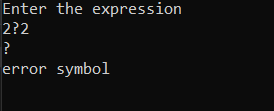 Enter the expression
2?2
?
error symbol